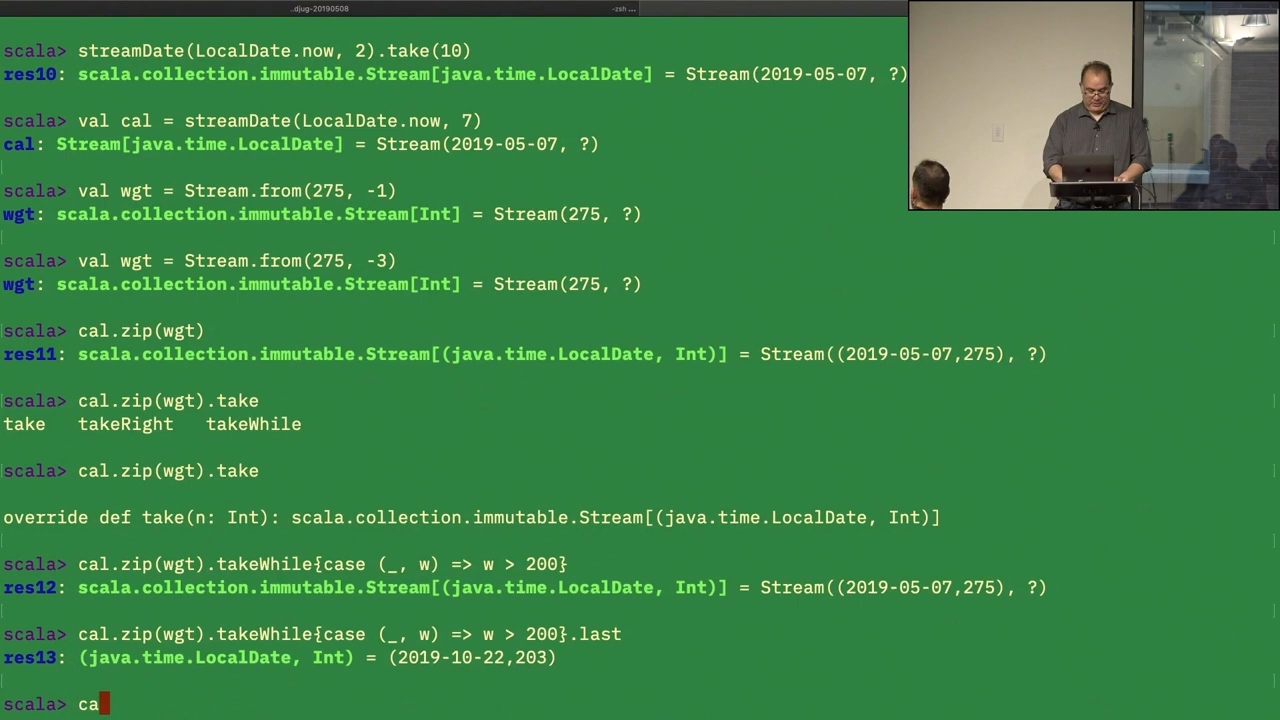 ..djug-20190508
-zsh ...
scala> streamDate(LocalDate.now, 2).take(10)
res10: scala.collection.immutable.Stream[java.time.LocalDate] = Stream(2019-05-07, ?)
scala> val cal = streamDate(LocalDate.now, 7)
cal: Stream[java.time.LocalDate] = Stream(2019-05-07, ?)
scala> val wgt = Stream.from(275, -1)
wgt: scala.collection.immutable.Stream[Int] = Stream(275, ?)
scala> val wgt = Stream.from(275, -3)
wgt: scala.collection.immutable.Stream[Int] = Stream(275, ?)
scala> cal.zip(wgt)
res11: scala.collection.immutable.Stream[(java.time.LocalDate, Int)] = Stream((2019-05-07,275), ?)
scala> cal.zip(wgt).take
take   takeRight   takeWhile
scala> cal.zip(wgt).take
override def take(n: Int): scala.collection.immutable.Stream[(java.time.LocalDate, Int)]
scala> cal.zip(wgt).takeWhile{case (_, w) => w > 200}
res12: scala.collection.immutable.Stream[(java.time.LocalDate, Int)] = Stream((2019-05-07,275), ?)
scala> cal.zip(wgt).takeWhile{case (_, w) => w > 200}.last
res13: (java.time.LocalDate, Int) = (2019-10-22,203)
scala> ca